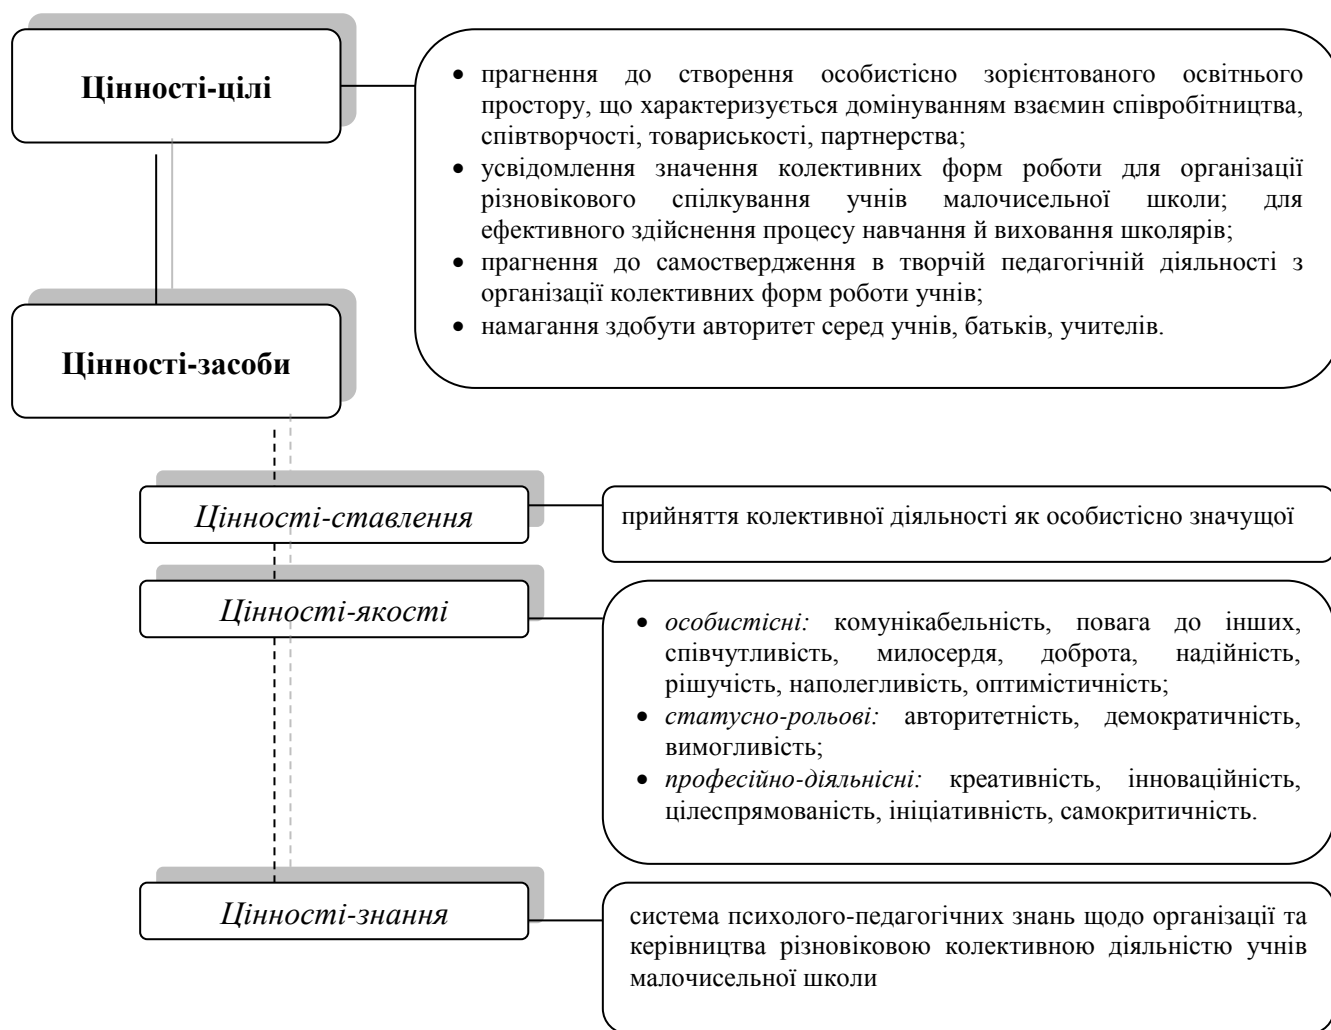 Цінності-цілі
• прагнення до створення особистісно зорієнтованого освітнього
простору, що характеризується домінуванням взаємин співробітництва,
співтворчості, товариськості, партнерства;
• усвідомлення значення колективних форм роботи для організації
різновікового спілкування учнів малочисельної школи; для
ефективного здійснення процесу навчання й виховання школярів;
• прагнення до самоствердження в творчій педагогічній діяльності з
організації колективних форм роботи учнів;
• намагання здобути авторитет серед учнів, батьків, учителів.
Цінності-засоби
Цінності-ставлення
прийняття колективної діяльності як особистісно значущої
Цінності-якості
• особистісні: комунікабельність, повага до інших,
співчутливість, милосердя, доброта, надійність,
рішучість, наполегливість, оптимістичність;
• статусно-рольові: авторитетність, демократичність,
вимогливість;
• професійно-діяльнісні: креативність, інноваційність,
цілеспрямованість, ініціативність, самокритичність.
Цінності-знання
система психолого-педагогічних знань щодо організації та
керівництва різновіковою колективною діяльністю учнів
малочисельної школи